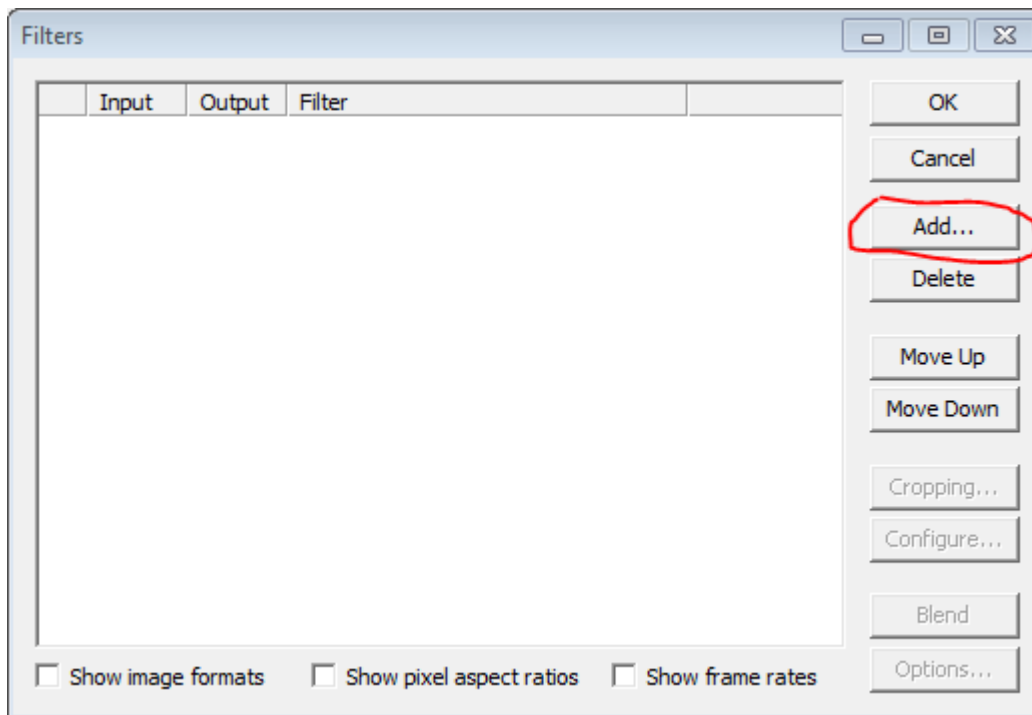 Filters
Input Output Filter
OK
Cancel
Add...
Delete
Move Up
Move Down
Cropping...
Configure...
Blend
Options...
Show image formats Show pixel aspect ratios Show frame rates